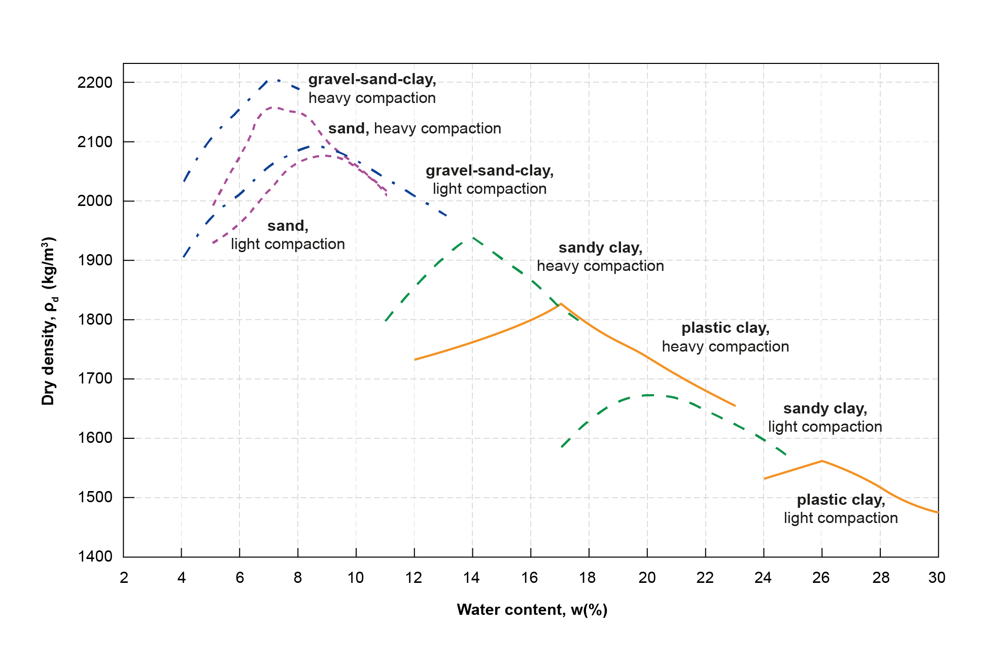 2200
2100
2000
1900
1800
1700
1600
1500
1400
Dry density, ρd (kg/m³)
gravel-sand-clay,
heavy compaction
sand, heavy compaction
gravel-sand-clay,
light compaction
sand,
light compaction
sandy clay,
heavy compaction
plastic clay,
heavy compaction
sandy clay,
light compaction
plastic clay,
light compaction
2 4 6 8 10 12 14 16 18 20 22 24 26 28 30
Water content, w(%)